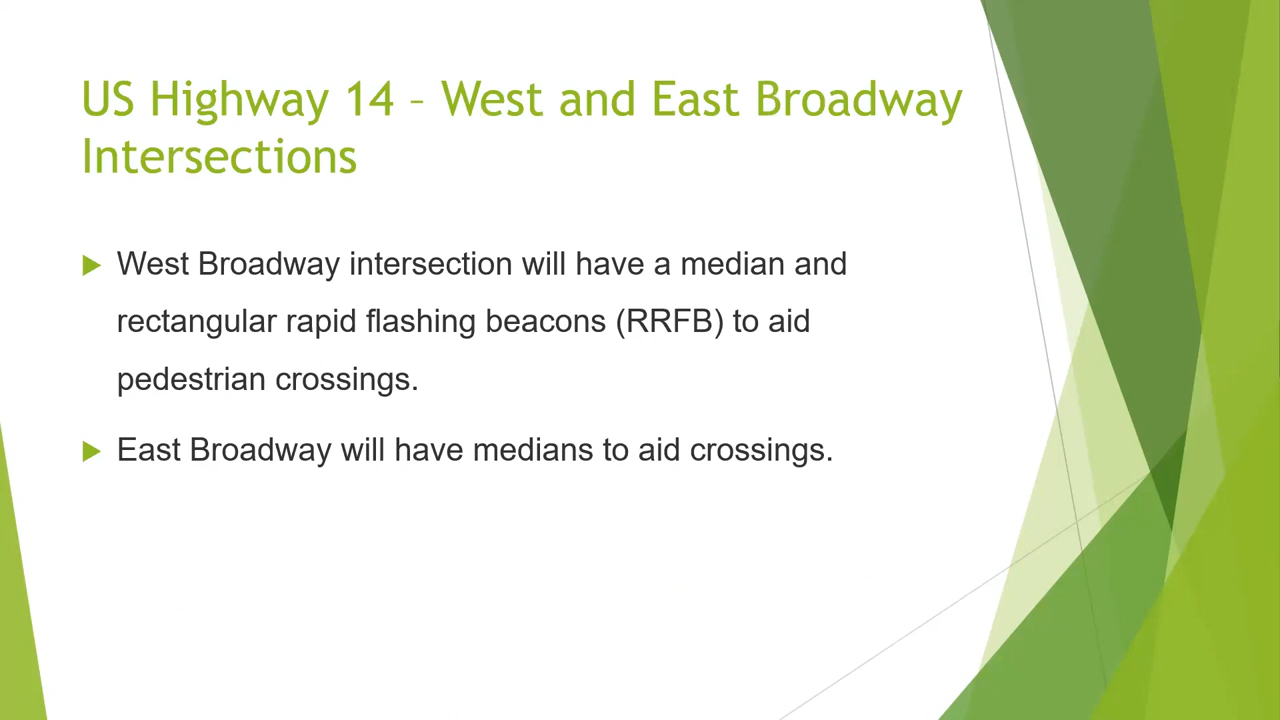 US Highway 14 – West and East Broadway
Intersections
West Broadway intersection will have a median and
rectangular rapid flashing beacons (RRFB) to aid
pedestrian crossings.
East Broadway will have medians to aid crossings.